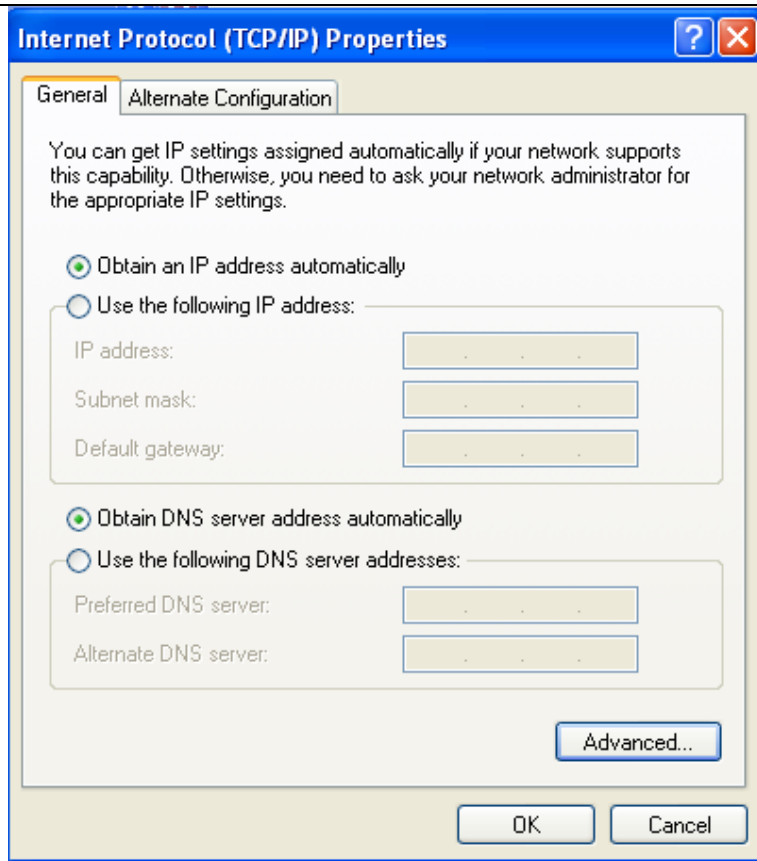 Internet Protocol (TCP/IP) Properties
General
Alternate Configuration
You can get IP settings assigned automatically if your network supports
this capability. Otherwise, you need to ask your network administrator for
the appropriate IP settings.
Obtain an IP address automatically
Use the following IP address:
IP address:
Subnet mask:
Default gateway:
Obtain DNS server address automatically
Use the following DNS server addresses:
Preferred DNS server:
Alternate DNS server:
Advanced...
OK
Cancel